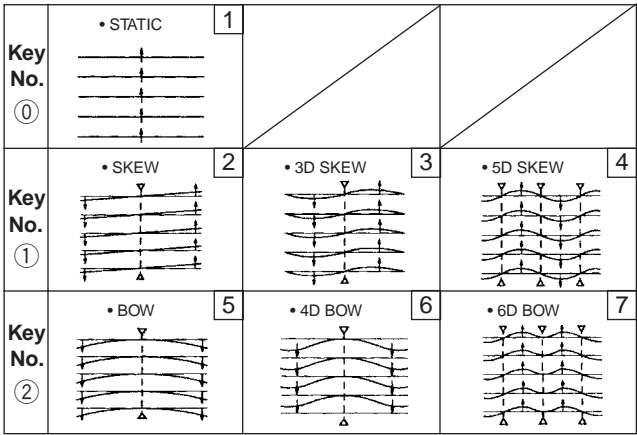 Key
No.
⓪
• STATIC
1
Key
No.
①
• SKEW
2
• 3D SKEW
3
• 5D SKEW
4
Key
No.
②
• BOW
5
• 4D BOW
6
• 6D BOW
7